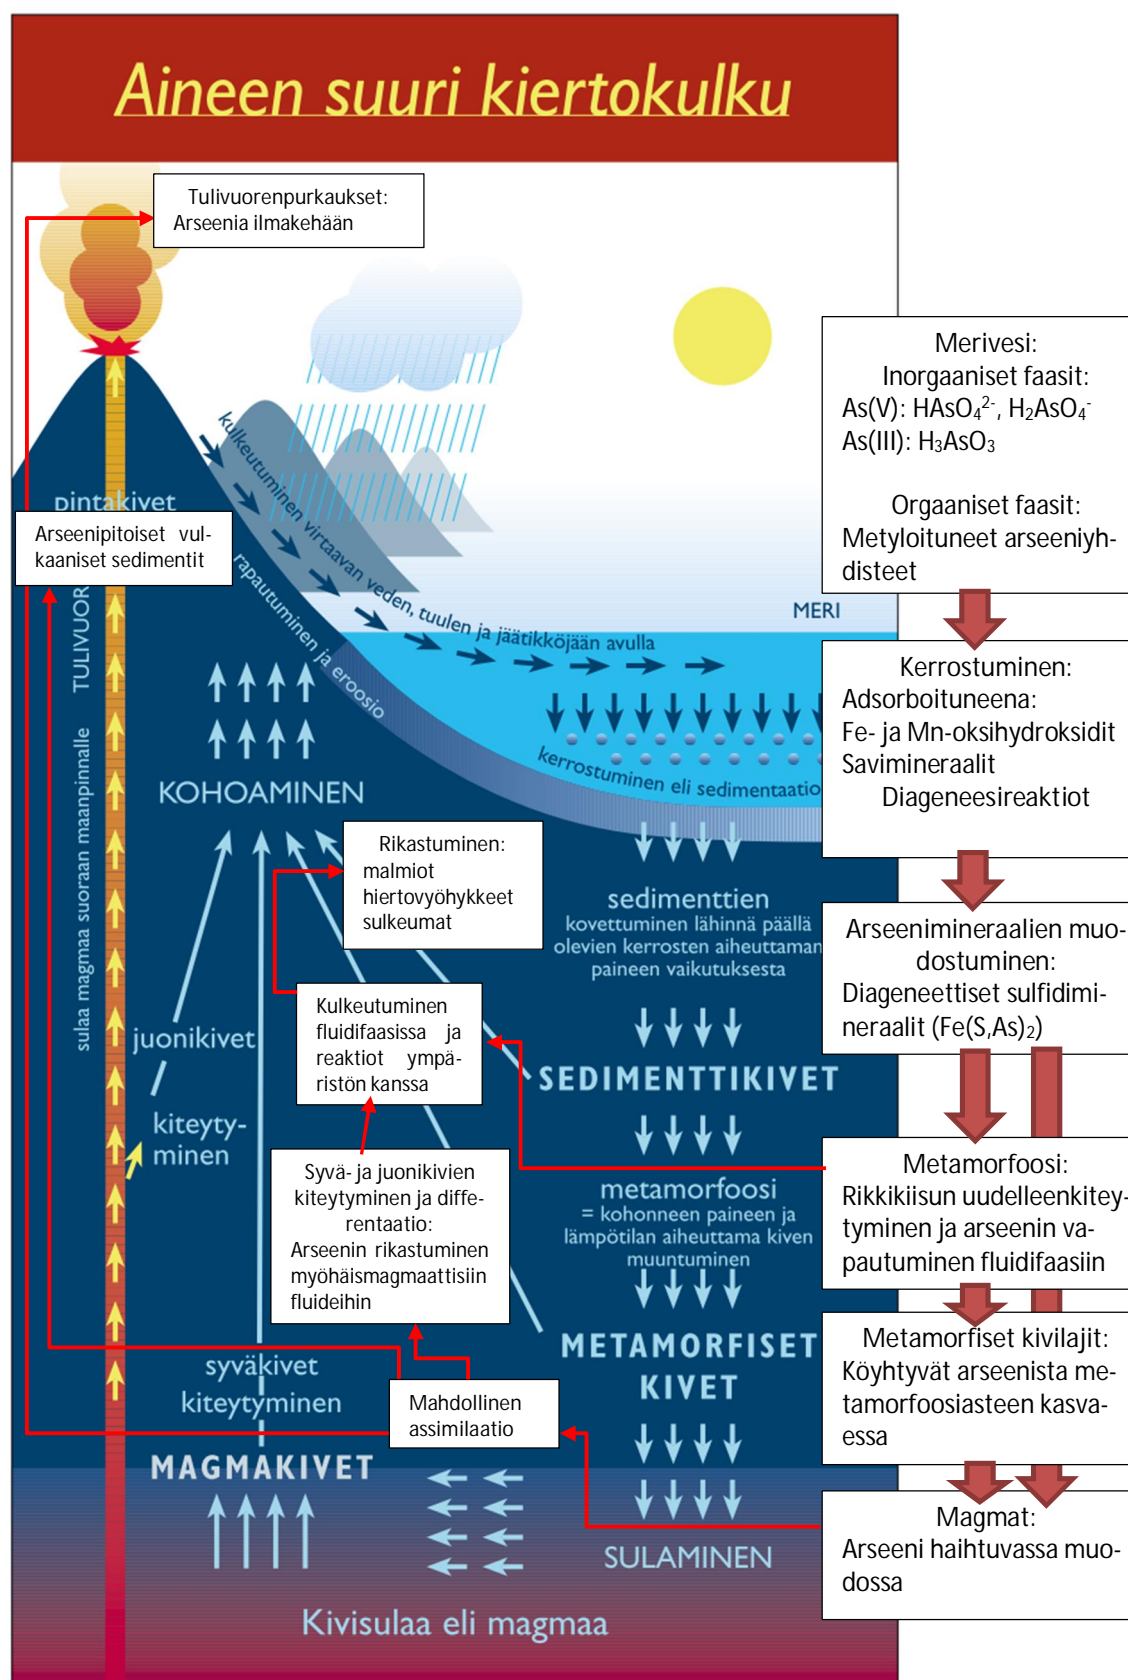 Aineen suuri kiertokulku
Tulivuorenpurkaukset:
Arseenia ilmakehään
Merivesi:
Inorgaaniset faasit:
As(V): HAsO₄²⁻, H₂AsO₄⁻
As(III): H₃AsO₃
Orgaaniset faasit:
Metyloituneet arseeniyh-
disteet
pintakivet
Arseenipitoiset vul-
kaaniset sedimentit
TULIVUOR
sulaa magmaa suoraan maanpinnalle
kulkeutuminen virtaavan veden, tuulen ja jäätikköjään avulla
rapautuminen ja eroosio
MERI
kerrostuminen eli sedimentaatio
KOHOAMINEN
Kerrostuminen:
Adsorboituneena:
Fe- ja Mn-oksihydroksidit
Savimineraalit
Diageneesireaktiot
Rikastuminen:
malmiot
hiertovyöhykkeet
sulkeumat
sedimenttien
kovettuminen lähinnä päällä
olevien kerrosten aiheuttaman
paineen vaikutuksesta
Arseenimineraalien muo-
dostuminen:
Diageneettiset sulfidimi-
neraalit (Fe(S,As)₂)
Kulkeutuminen
fluidifaasissa ja
reaktiot ympä-
ristön kanssa
juonikivet
kiteyty-
minen
SEDIMENTTIKIVET
Syvä- ja juonikivien
kiteytyminen ja diffe-
rentaatio:
Arseenin rikastuminen
myöhäismagmaattisiin
fluideihin
metamorfoosi
= kohonneen paineen ja
lämpötilan aiheuttama kiven
muuntuminen
Metamorfoosi:
Rikkikiisun uudelleenkitey-
tyminen ja arseenin va-
pautuminen fluidifaasiin
METAMORFISET
KIVET
Metamorfiset kivilajit:
Köyhtyvät arseenista me-
tamorfoosiasteen kasva-
essa
syväkivet
kiteytyminen
Mahdollinen
assimilaatio
MAGMAKIVET
SULAMINEN
Magmat:
Arseeni haihtuvassa muo-
dossa
Kivisulaa eli magmaa